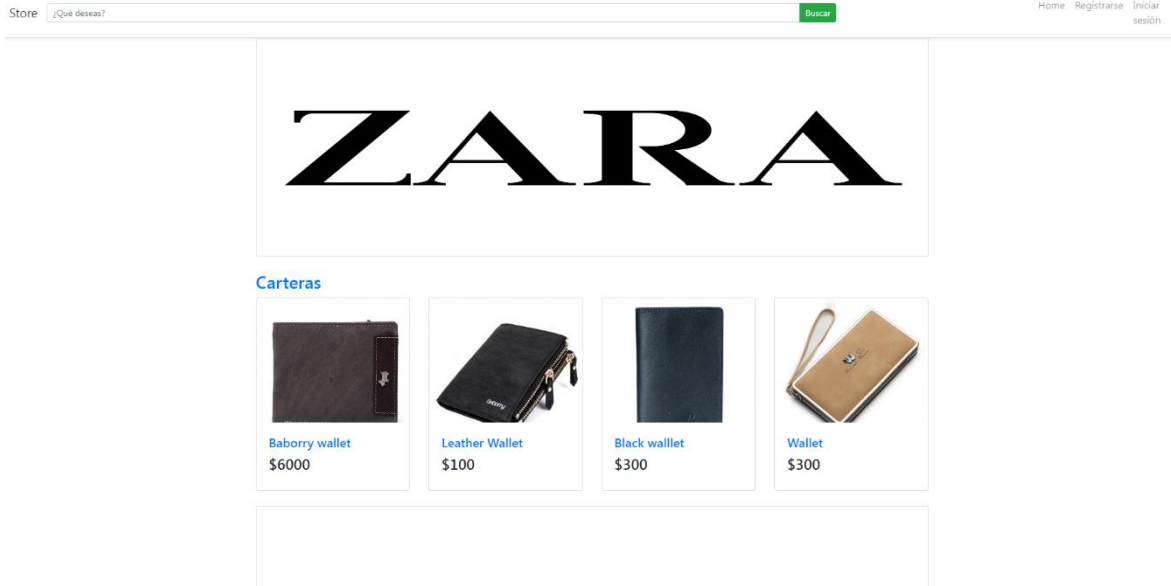 Store ¿Qué deseas? Buscar Home Registrarse Iniciar
sesión
ZARA
Carteras
baborry
Baborry wallet Leather Wallet Black walllet Wallet
$6000 $100 $300 $300